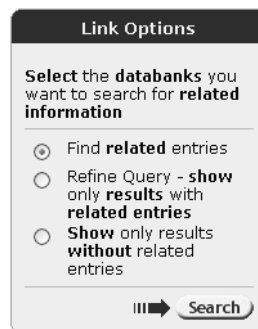 Link Options
Select the databanks you
want to search for related
information
Find related entries
Refine Query - show
only results with
related entries
Show only results
without related
entries
Search